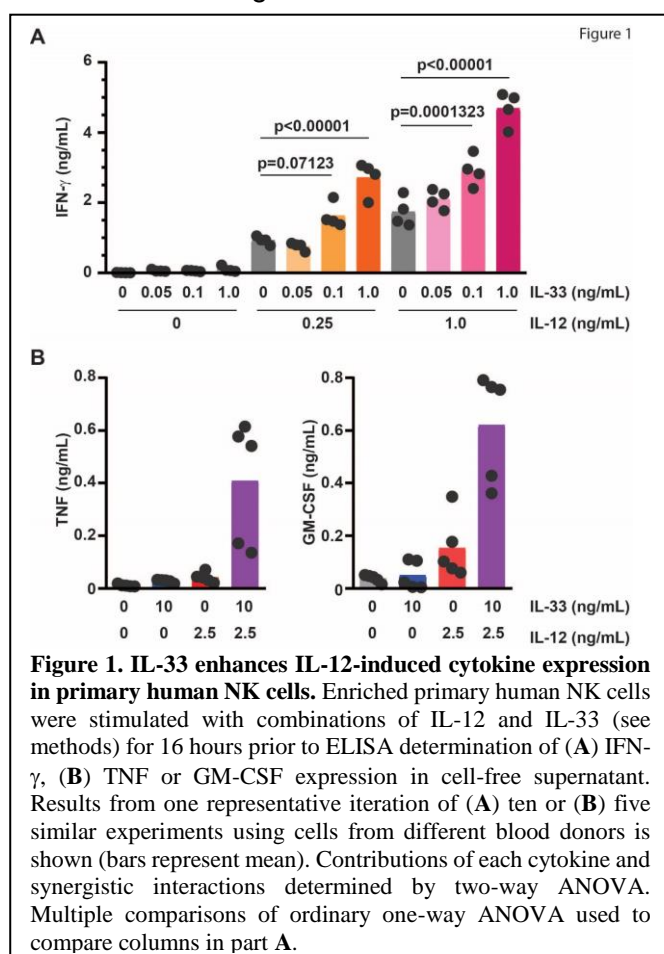 A
Figure 1
IFN-γ (ng/mL)
6
4
2
0
p<0.00001
p=0.07123
p<0.00001
p=0.0001323
0 0.05 0.1 1.0 0 0.05 0.1 1.0 0 0.05 0.1 1.0 IL-33 (ng/mL)
0 0.25 1.0 IL-12 (ng/mL)
B
TNF (ng/mL)
0.8
0.6
0.4
0.2
0
0 10 0 10
0 0 2.5 2.5
GM-CSF (ng/mL)
0.8
0.6
0.4
0.2
0
0 10 0 10 IL-33 (ng/mL)
0 0 2.5 2.5 IL-12 (ng/mL)
Figure 1. IL-33 enhances IL-12-induced cytokine expression
in primary human NK cells. Enriched primary human NK cells
were stimulated with combinations of IL-12 and IL-33 (see
methods) for 16 hours prior to ELISA determination of (A) IFN-
γ, (B) TNF or GM-CSF expression in cell-free supernatant.
Results from one representative iteration of (A) ten or (B) five
similar experiments using cells from different blood donors is
shown (bars represent mean). Contributions of each cytokine and
synergistic interactions determined by two-way ANOVA.
Multiple comparisons of ordinary one-way ANOVA used to
compare columns in part A.